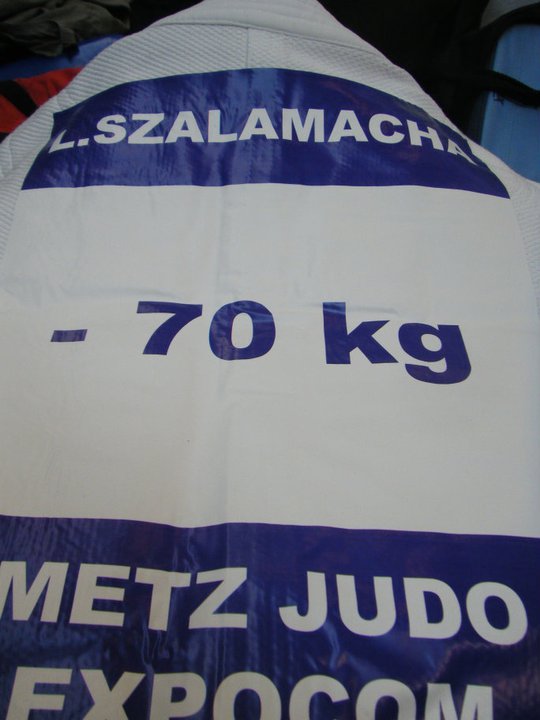 L.SZALAMACHA
- 70 kg
METZ JUDO
EXPOCOM